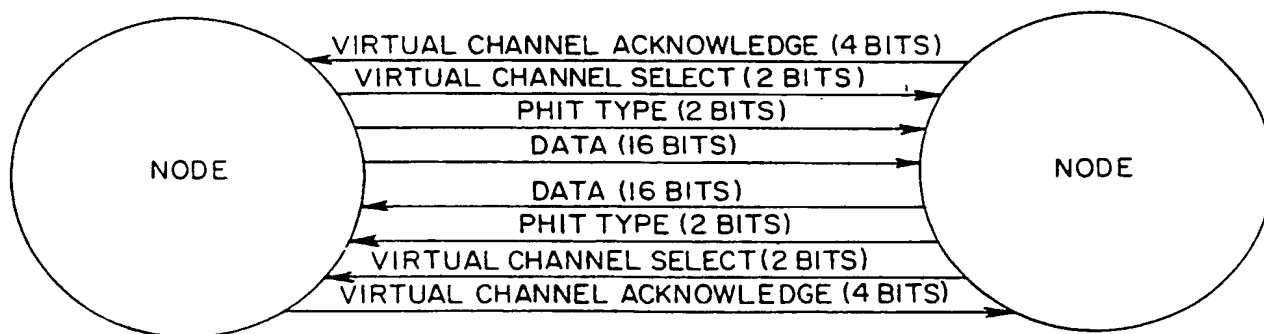 VIRTUAL CHANNEL ACKNOWLEDGE (4 BITS)
VIRTUAL CHANNEL SELECT (2 BITS)
PHIT TYPE (2 BITS)
DATA (16 BITS)
NODE
NODE
DATA (16 BITS)
PHIT TYPE (2 BITS)
VIRTUAL CHANNEL SELECT (2 BITS)
VIRTUAL CHANNEL ACKNOWLEDGE (4 BITS)